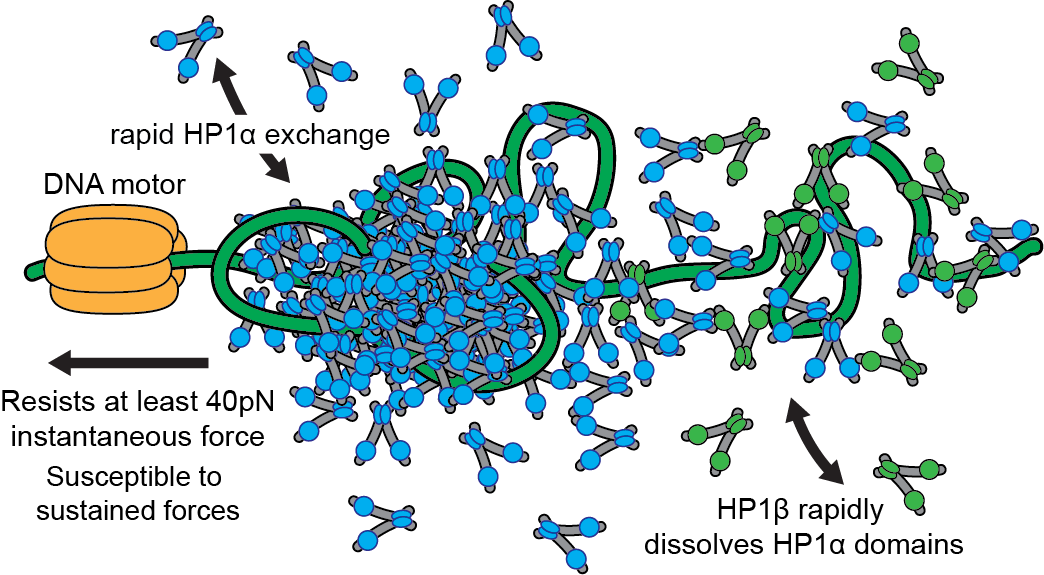 rapid HP1α exchange
DNA motor
Resists at least 40pN
instantaneous force
Susceptible to
sustained forces
HP1β rapidly
dissolves HP1α domains